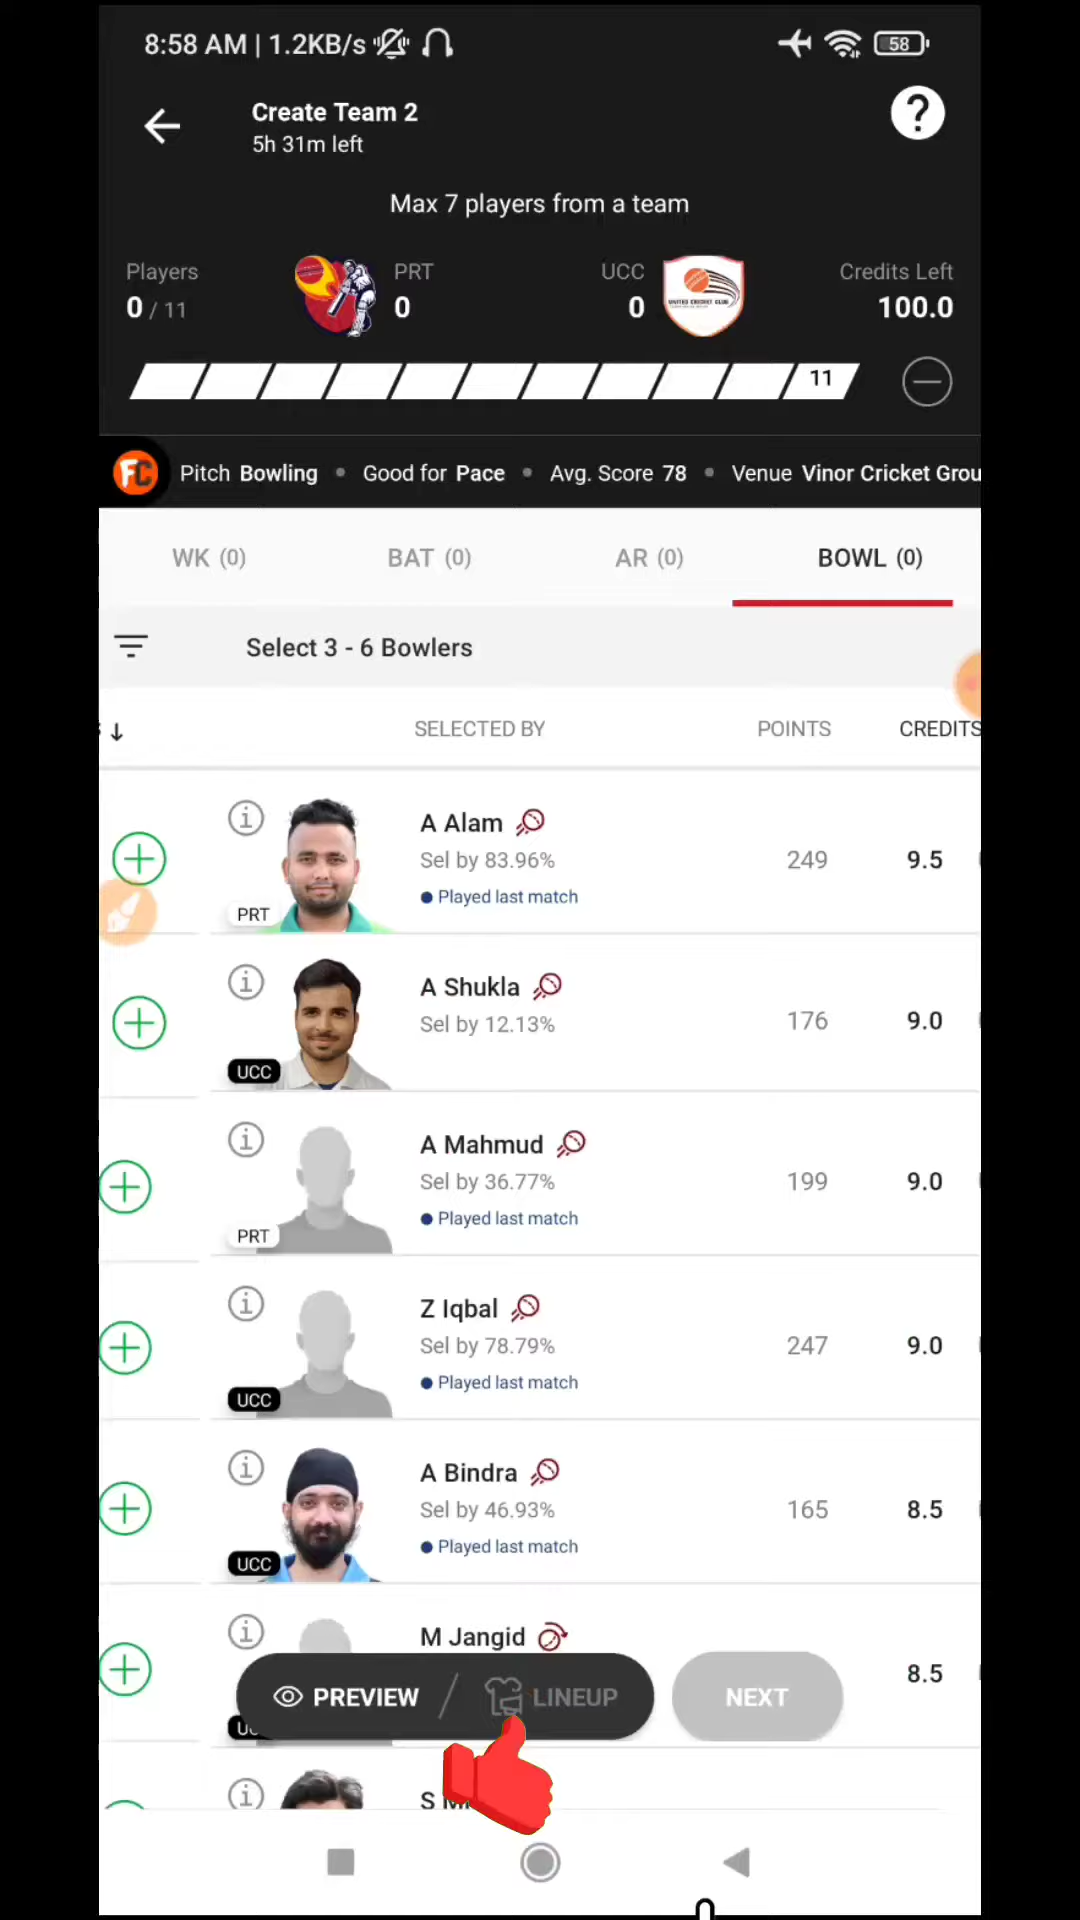 8:58 AM | 1.2KB/s
58
Create Team 2
5h 31m left
?
Max 7 players from a team
Players
0 / 11
PRT
0
UCC
0
UNITED CRICKET CLUB
Credits Left
100.0
11
FC Pitch Bowling • Good for Pace • Avg. Score 78 • Venue Vinor Cricket Grou
WK (0) BAT (0) AR (0) BOWL (0)
Select 3 - 6 Bowlers
SELECTED BY POINTS CREDITS
A Alam
Sel by 83.96% 249 9.5
Played last match
PRT
A Shukla
Sel by 12.13% 176 9.0
UCC
A Mahmud
Sel by 36.77% 199 9.0
Played last match
PRT
Z Iqbal
Sel by 78.79% 247 9.0
Played last match
UCC
A Bindra
Sel by 46.93% 165 8.5
Played last match
UCC
M Jangid
8.5
PREVIEW / LINEUP NEXT
S